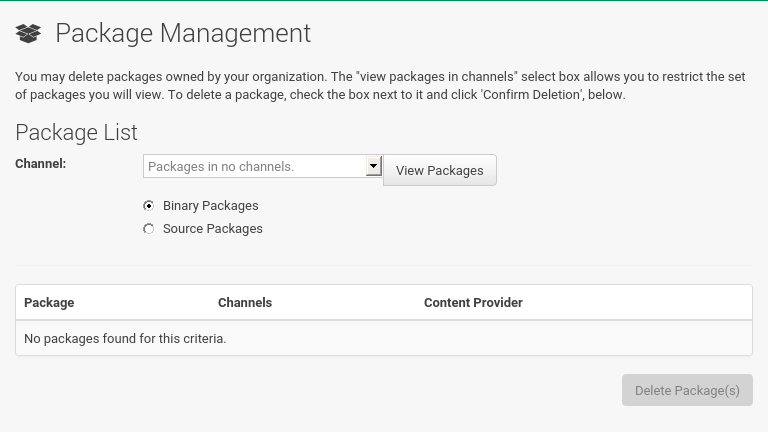 Package Management
You may delete packages owned by your organization. The "view packages in channels" select box allows you to restrict the set
of packages you will view. To delete a package, check the box next to it and click 'Confirm Deletion', below.
Package List
Channel:
Packages in no channels.
View Packages
Binary Packages
Source Packages
Package Channels Content Provider
No packages found for this criteria.
Delete Package(s)